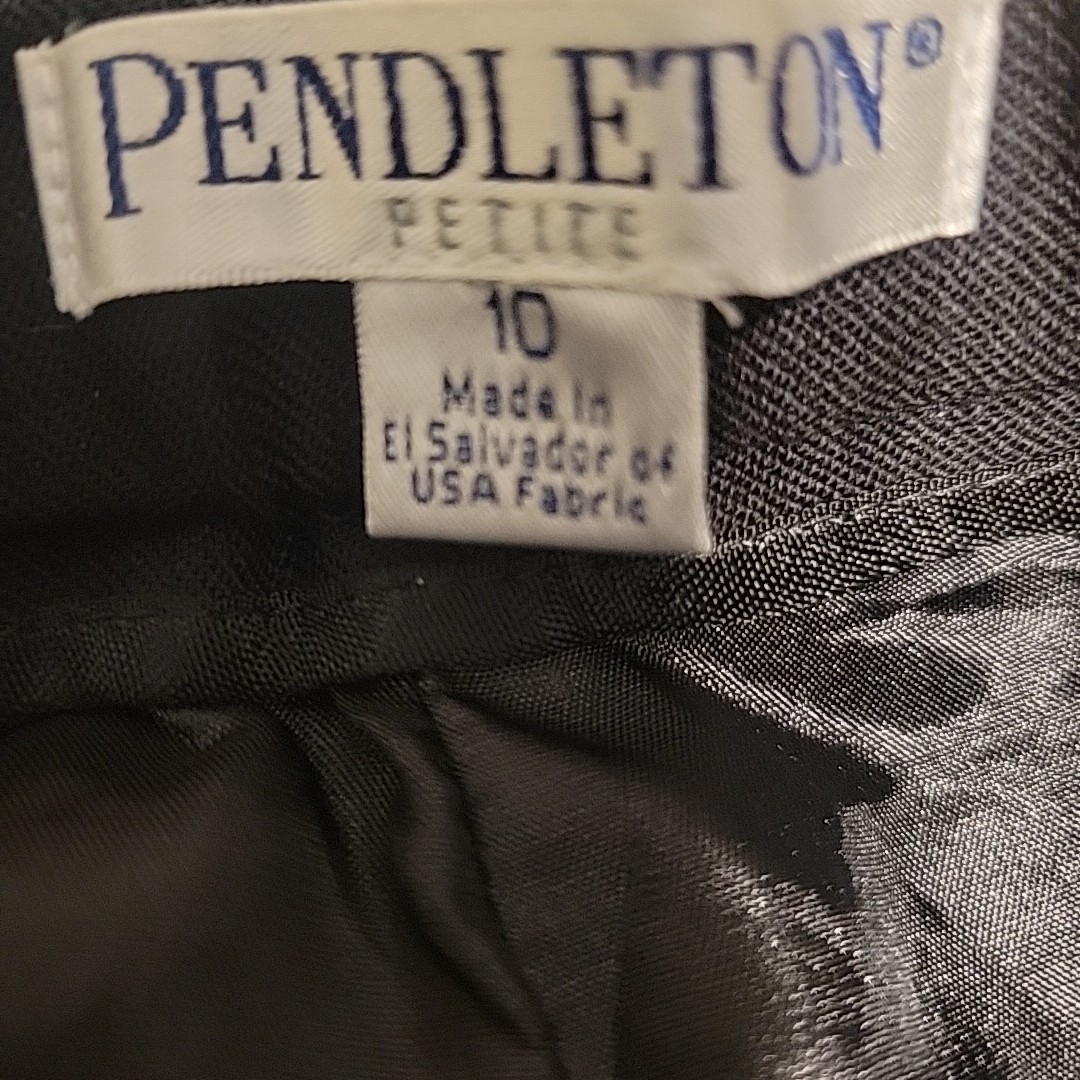 PENDLETON®
PETITE
10
Made in
El Salvador of
USA Fabric